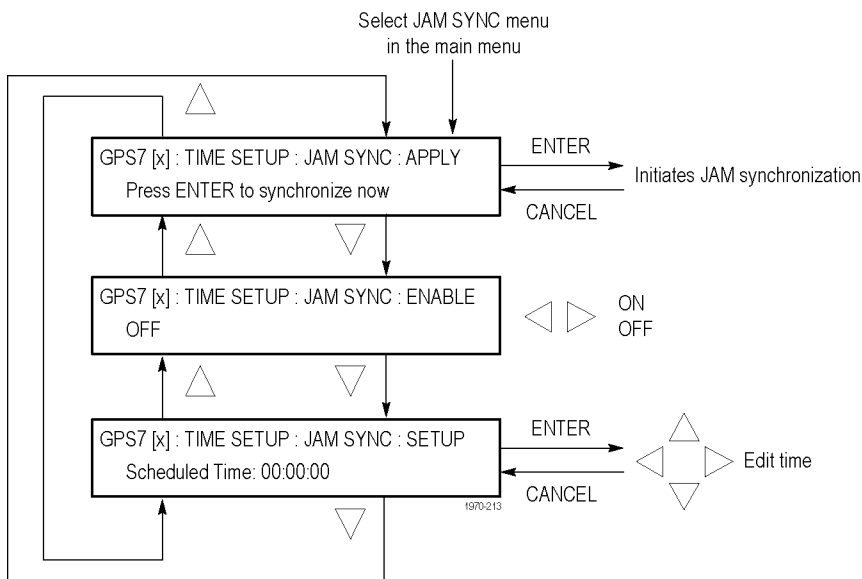 Select JAM SYNC menu
in the main menu
GPS7 [x] : TIME SETUP : JAM SYNC : APPLY
Press ENTER to synchronize now
ENTER
CANCEL
Initiates JAM synchronization
GPS7 [x] : TIME SETUP : JAM SYNC : ENABLE
OFF
ON
OFF
GPS7 [x] : TIME SETUP : JAM SYNC : SETUP
Scheduled Time: 00:00:00
ENTER
CANCEL
Edit time
1970-213